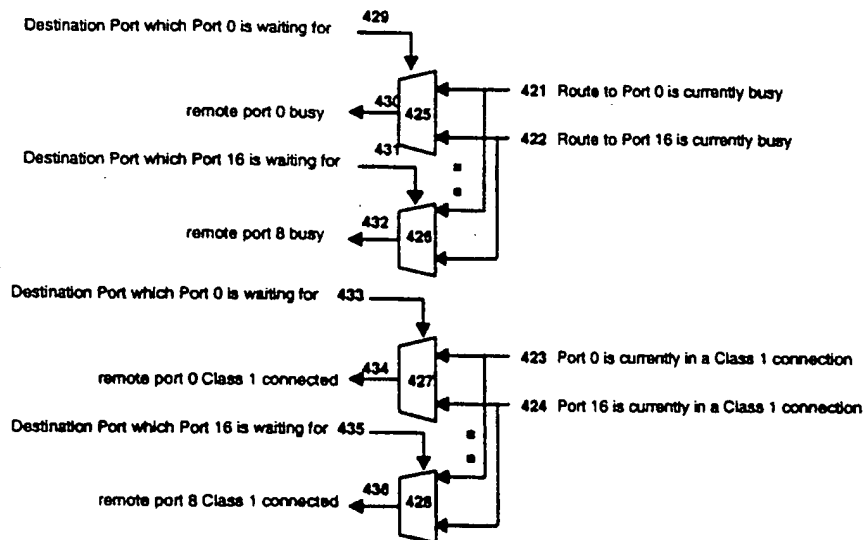 Destination Port which Port 0 is waiting for 429
remote port 0 busy 430 425 421 Route to Port 0 is currently busy
422 Route to Port 16 is currently busy
Destination Port which Port 16 is waiting for 431
remote port 8 busy 432 426
Destination Port which Port 0 is waiting for 433
423 Port 0 is currently in a Class 1 connection
remote port 0 Class 1 connected 434 427
424 Port 16 is currently in a Class 1 connection
Destination Port which Port 16 is waiting for 435
remote port 8 Class 1 connected 436 428